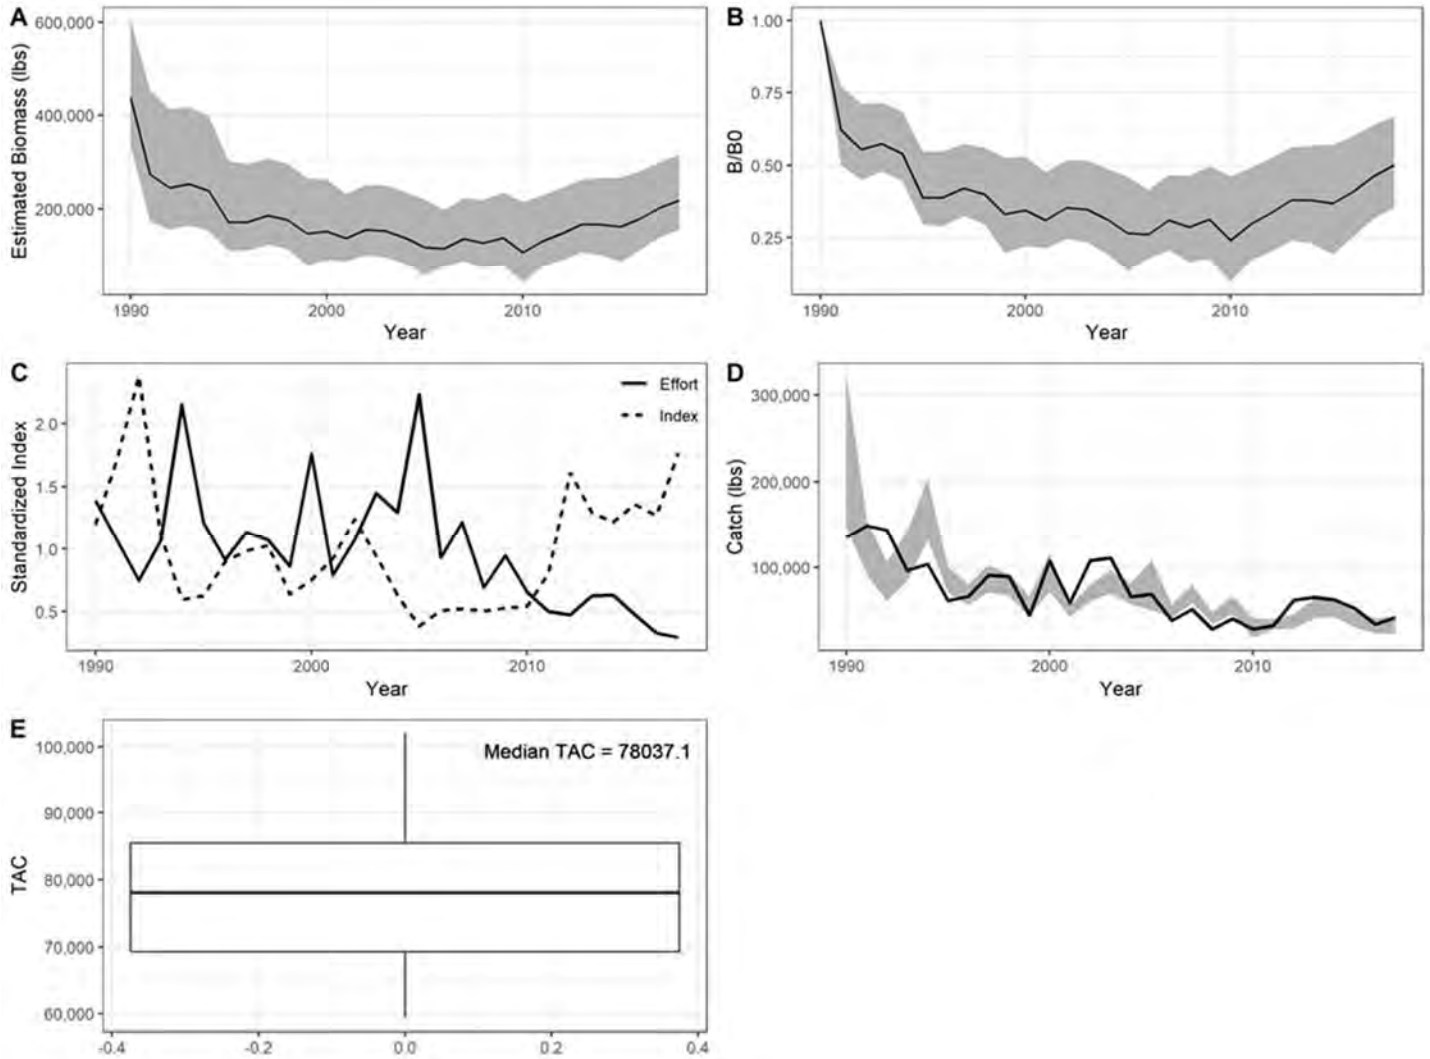 A
Estimated Biomass (lbs)
600,000
400,000
200,000
1990 2000 2010
Year
B
B/B0
1.00
0.75
0.50
0.25
1990 2000 2010
Year
C
Standardized Index
2.0
1.5
1.0
0.5
Effort
Index
1990 2000 2010
Year
D
Catch (lbs)
300,000
200,000
100,000
1990 2000 2010
Year
E
TAC
100,000
90,000
80,000
70,000
60,000
Median TAC = 78037.1
-0.4 -0.2 0.0 0.2 0.4